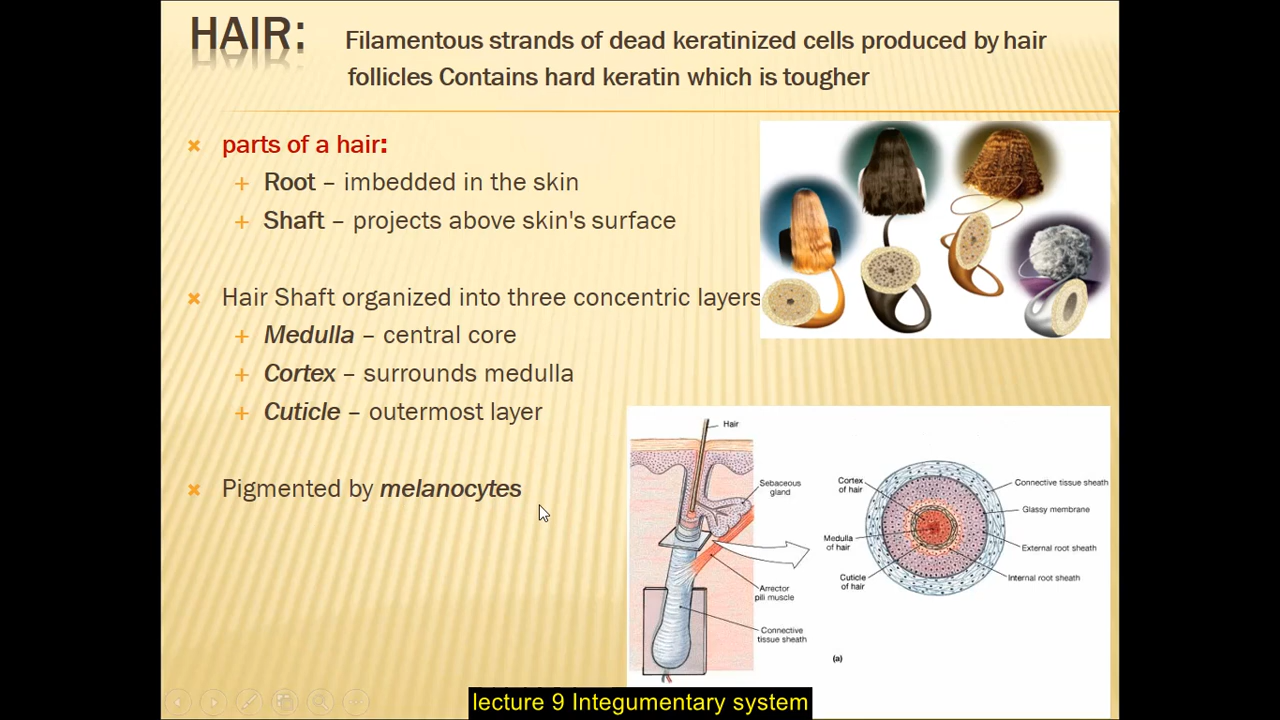 HAIR:
Filamentous strands of dead keratinized cells produced by hair
follicles Contains hard keratin which is tougher
parts of a hair:
Root – imbedded in the skin
Shaft – projects above skin's surface
Hair Shaft organized into three concentric layers
Medulla – central core
Cortex – surrounds medulla
Cuticle – outermost layer
Pigmented by melanocytes
Hair
Sebaceous
gland
Arrector
pili muscle
Connective
tissue sheath
Cortex
of hair
Medulla
of hair
Cuticle
of hair
Connective tissue sheath
Glassy membrane
External root sheath
Internal root sheath
(a)
lecture 9 Integumentary system